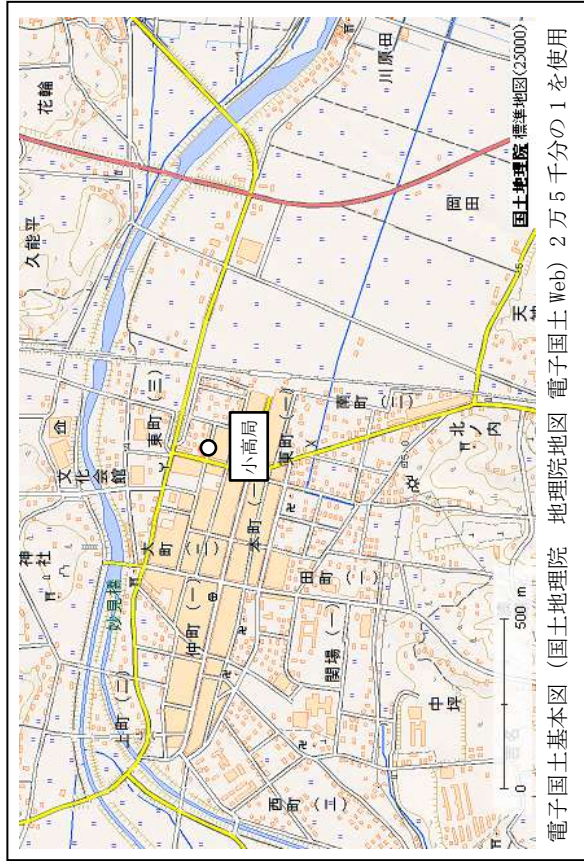 花輪
久能平
川原田
国土地理院 標準地図(25000)
岡田
天神
東町(三)
会
文化会館
小高局
東町(一)
南町(二)
北ノ内
神社
妙見橋
大町(二)
本町(一)
仲町(一)
田町(二)
上町(二)
関場(一)
中坪
西町(三)
0 500 m
電子国土基本図(国土地理院 地理院地図 電子国土Web)2万5千分の1を使用